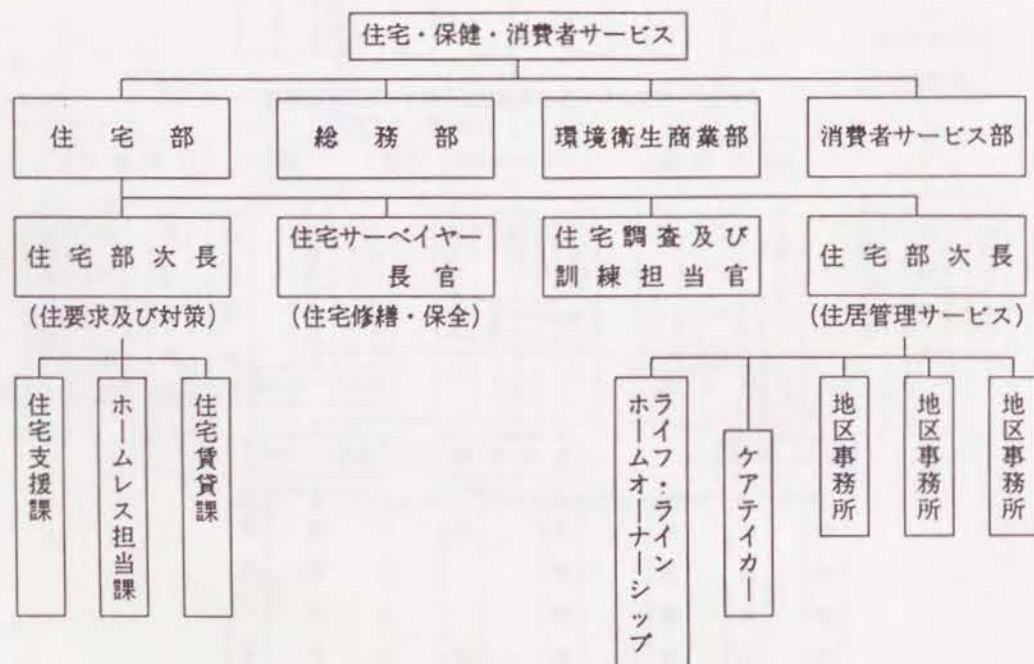 住宅・保健・消費者サービス
住宅部
総務部
環境衛生商業部
消費者サービス部
住宅部次長
(住要求及び対策)
住宅サーベイヤー
長官
(住宅修繕・保全)
住宅調査及び
訓練担当官
住宅部次長
(住居管理サービス)
住宅支援課
ホームレス担当課
住宅賃貸課
ライフ・ライン
ホームオーナーシップ
ケアテイカー
地区事務所
地区事務所
地区事務所